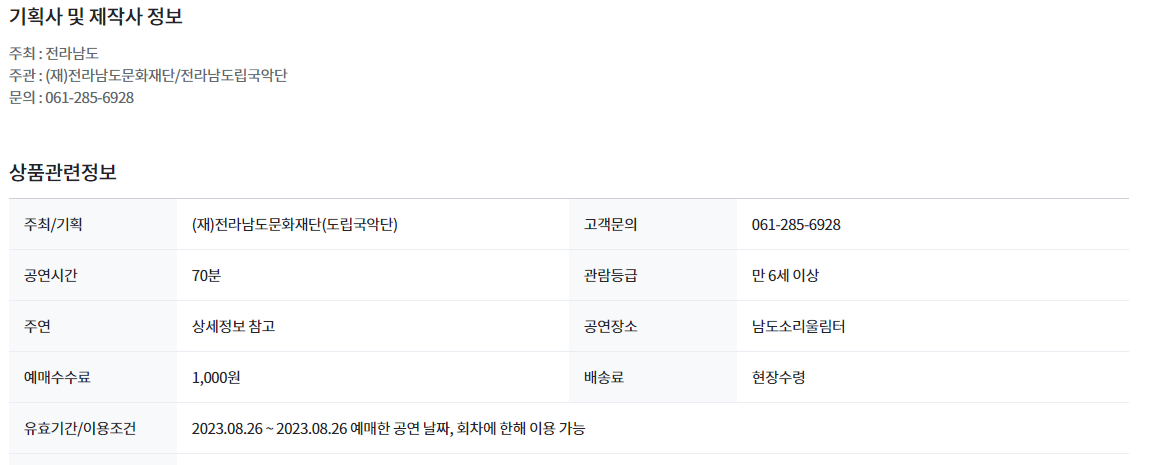 기획사 및 제작사 정보
주최 : 전라남도
주관 : (재)전라남도문화재단/전라남도립국악단
문의 : 061-285-6928
상품관련정보
주최/기획 (재)전라남도문화재단(도립국악단) 고객문의 061-285-6928
공연시간 70분 관람등급 만 6세 이상
주연 상세정보 참고 공연장소 남도소리울림터
예매수수료 1,000원 배송료 현장수령
유효기간/이용조건 2023.08.26 ~ 2023.08.26 예매한 공연 날짜, 회차에 한해 이용 가능